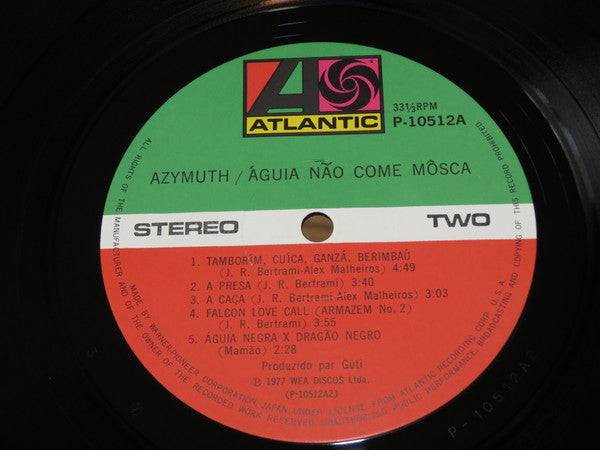 ATLANTIC
33⅓RPM
P-10512A
AZYMUTH / ÁGUIA NÃO COME MÔSCA
STEREO
TWO
1. TAMBORIM, CUÍCA, GANZÁ, BERIMBAÚ
(J. R. Bertrami-Alex Malheiros) 4:49
2. A PRESA (J. R. Bertrami) 3:40
3. A CAÇA (J. R. Bertrami-Alex Malheiros) 3:03
4. FALCON LOVE CALL (ARMAZEM No. 2)
(J. R. Bertrami) 3:55
5. ÁGUIA NEGRA X DRAGÃO NEGRO
(Mamão) 2:28
Produzido par Guti
Ⓟ 1977 WEA DISCOS Ltda.
(P-10512A2)
MADE BY WARNER-PIONEER CORPORATION, JAPAN, UNDER LICENSE FROM ATLANTIC RECORDING CORP. U.S.A.
ALL RIGHTS OF THE MANUFACTURER AND OF THE OWNER OF THE RECORDED WORK RESERVED. UNAUTHORIZED PUBLIC PERFORMANCE, BROADCASTING AND COPYING OF THIS RECORD PROHIBITED
P-10512A2